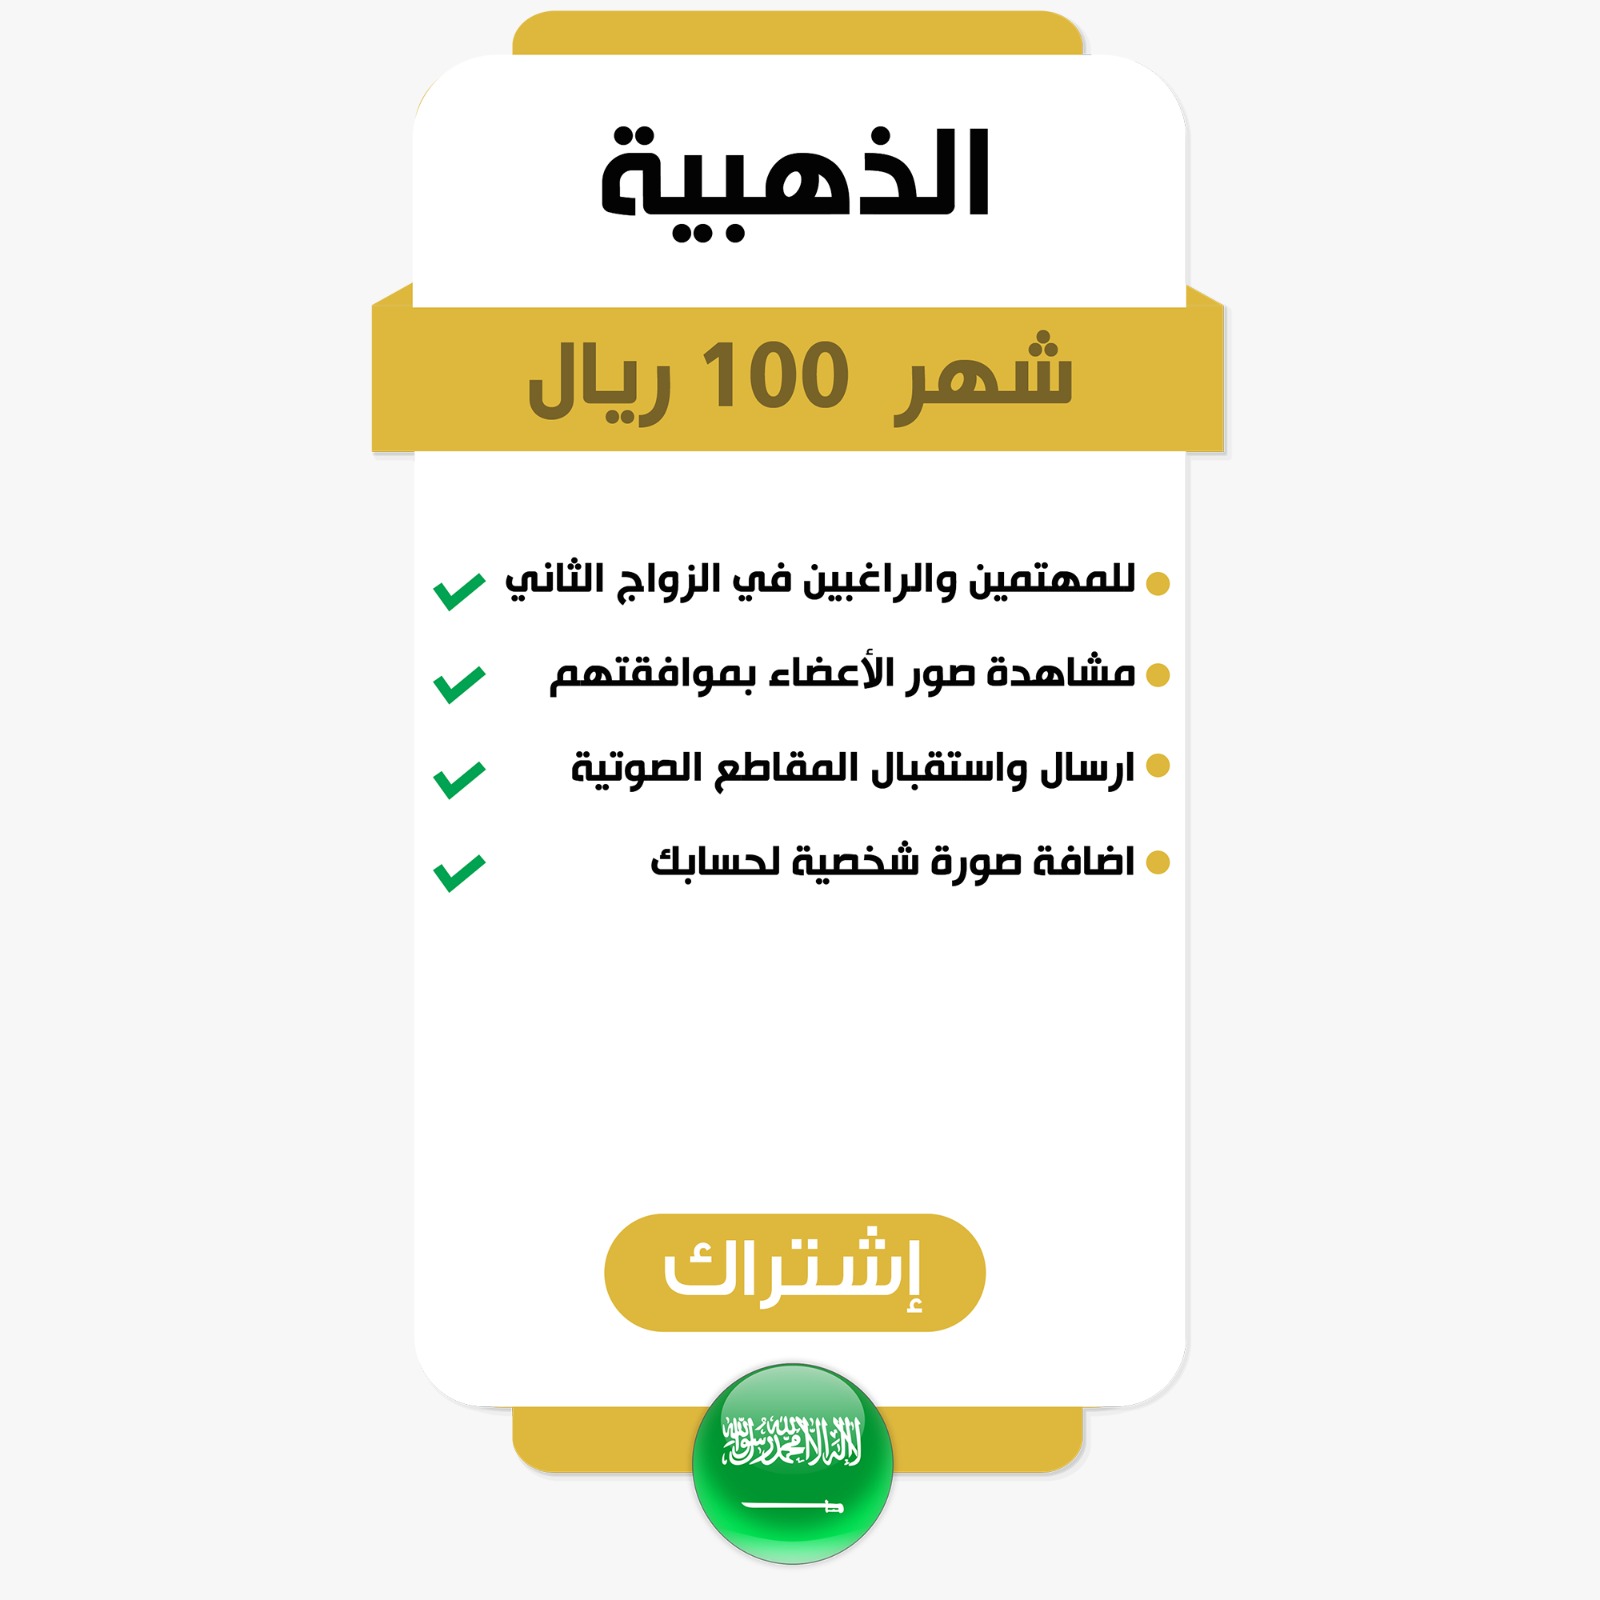 الذهبية
شهر 100 ريال
للمهتمين والراغبين في الزواج الثاني
مشاهدة صور الأعضاء بموافقتهم
ارسال واستقبال المقاطع الصوتية
اضافة صورة شخصية لحسابك
إشتراك
لا إله إلا الله محمد رسول الله